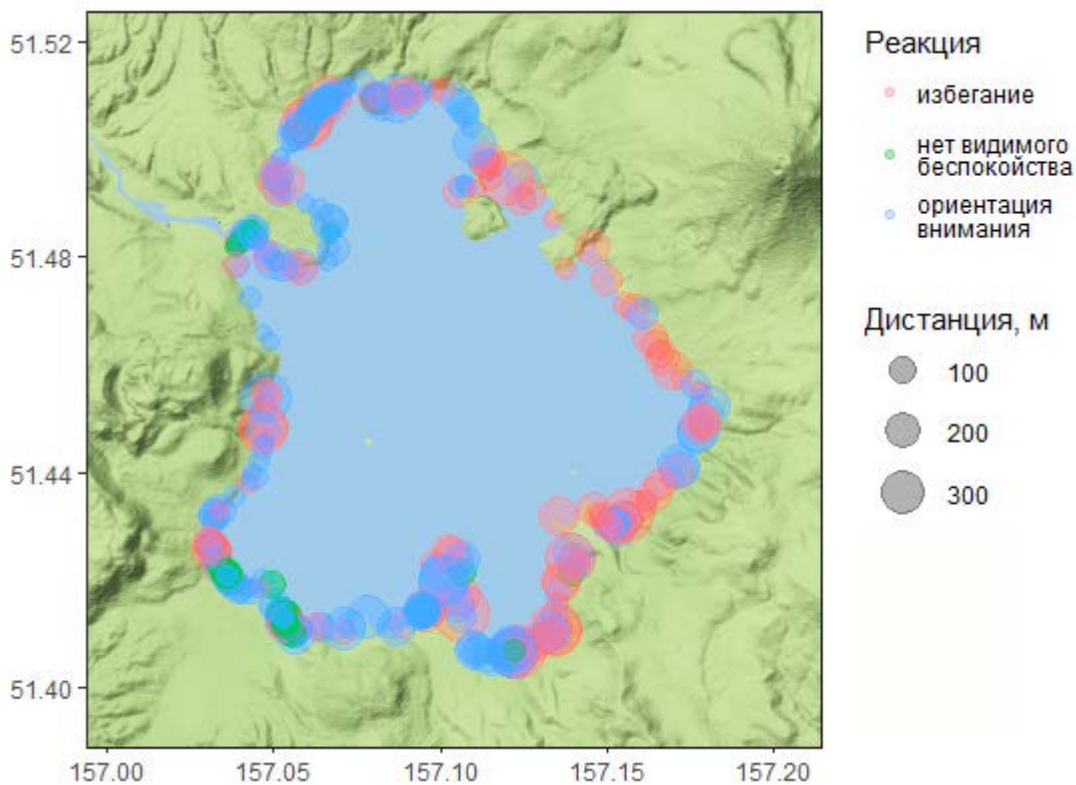 51.52
51.48
51.44
51.40
157.00
157.05
157.10
157.15
157.20
Реакция
избегание
нет видимого
беспокойства
ориентация
внимания
Дистанция, м
100
200
300